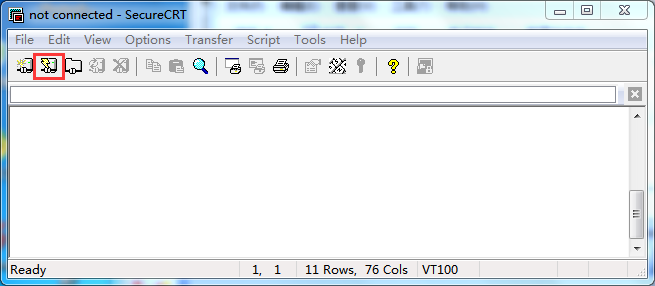 not connected - SecureCRT
File Edit View Options Transfer Script Tools Help
Ready 1, 1 11 Rows, 76 Cols VT100